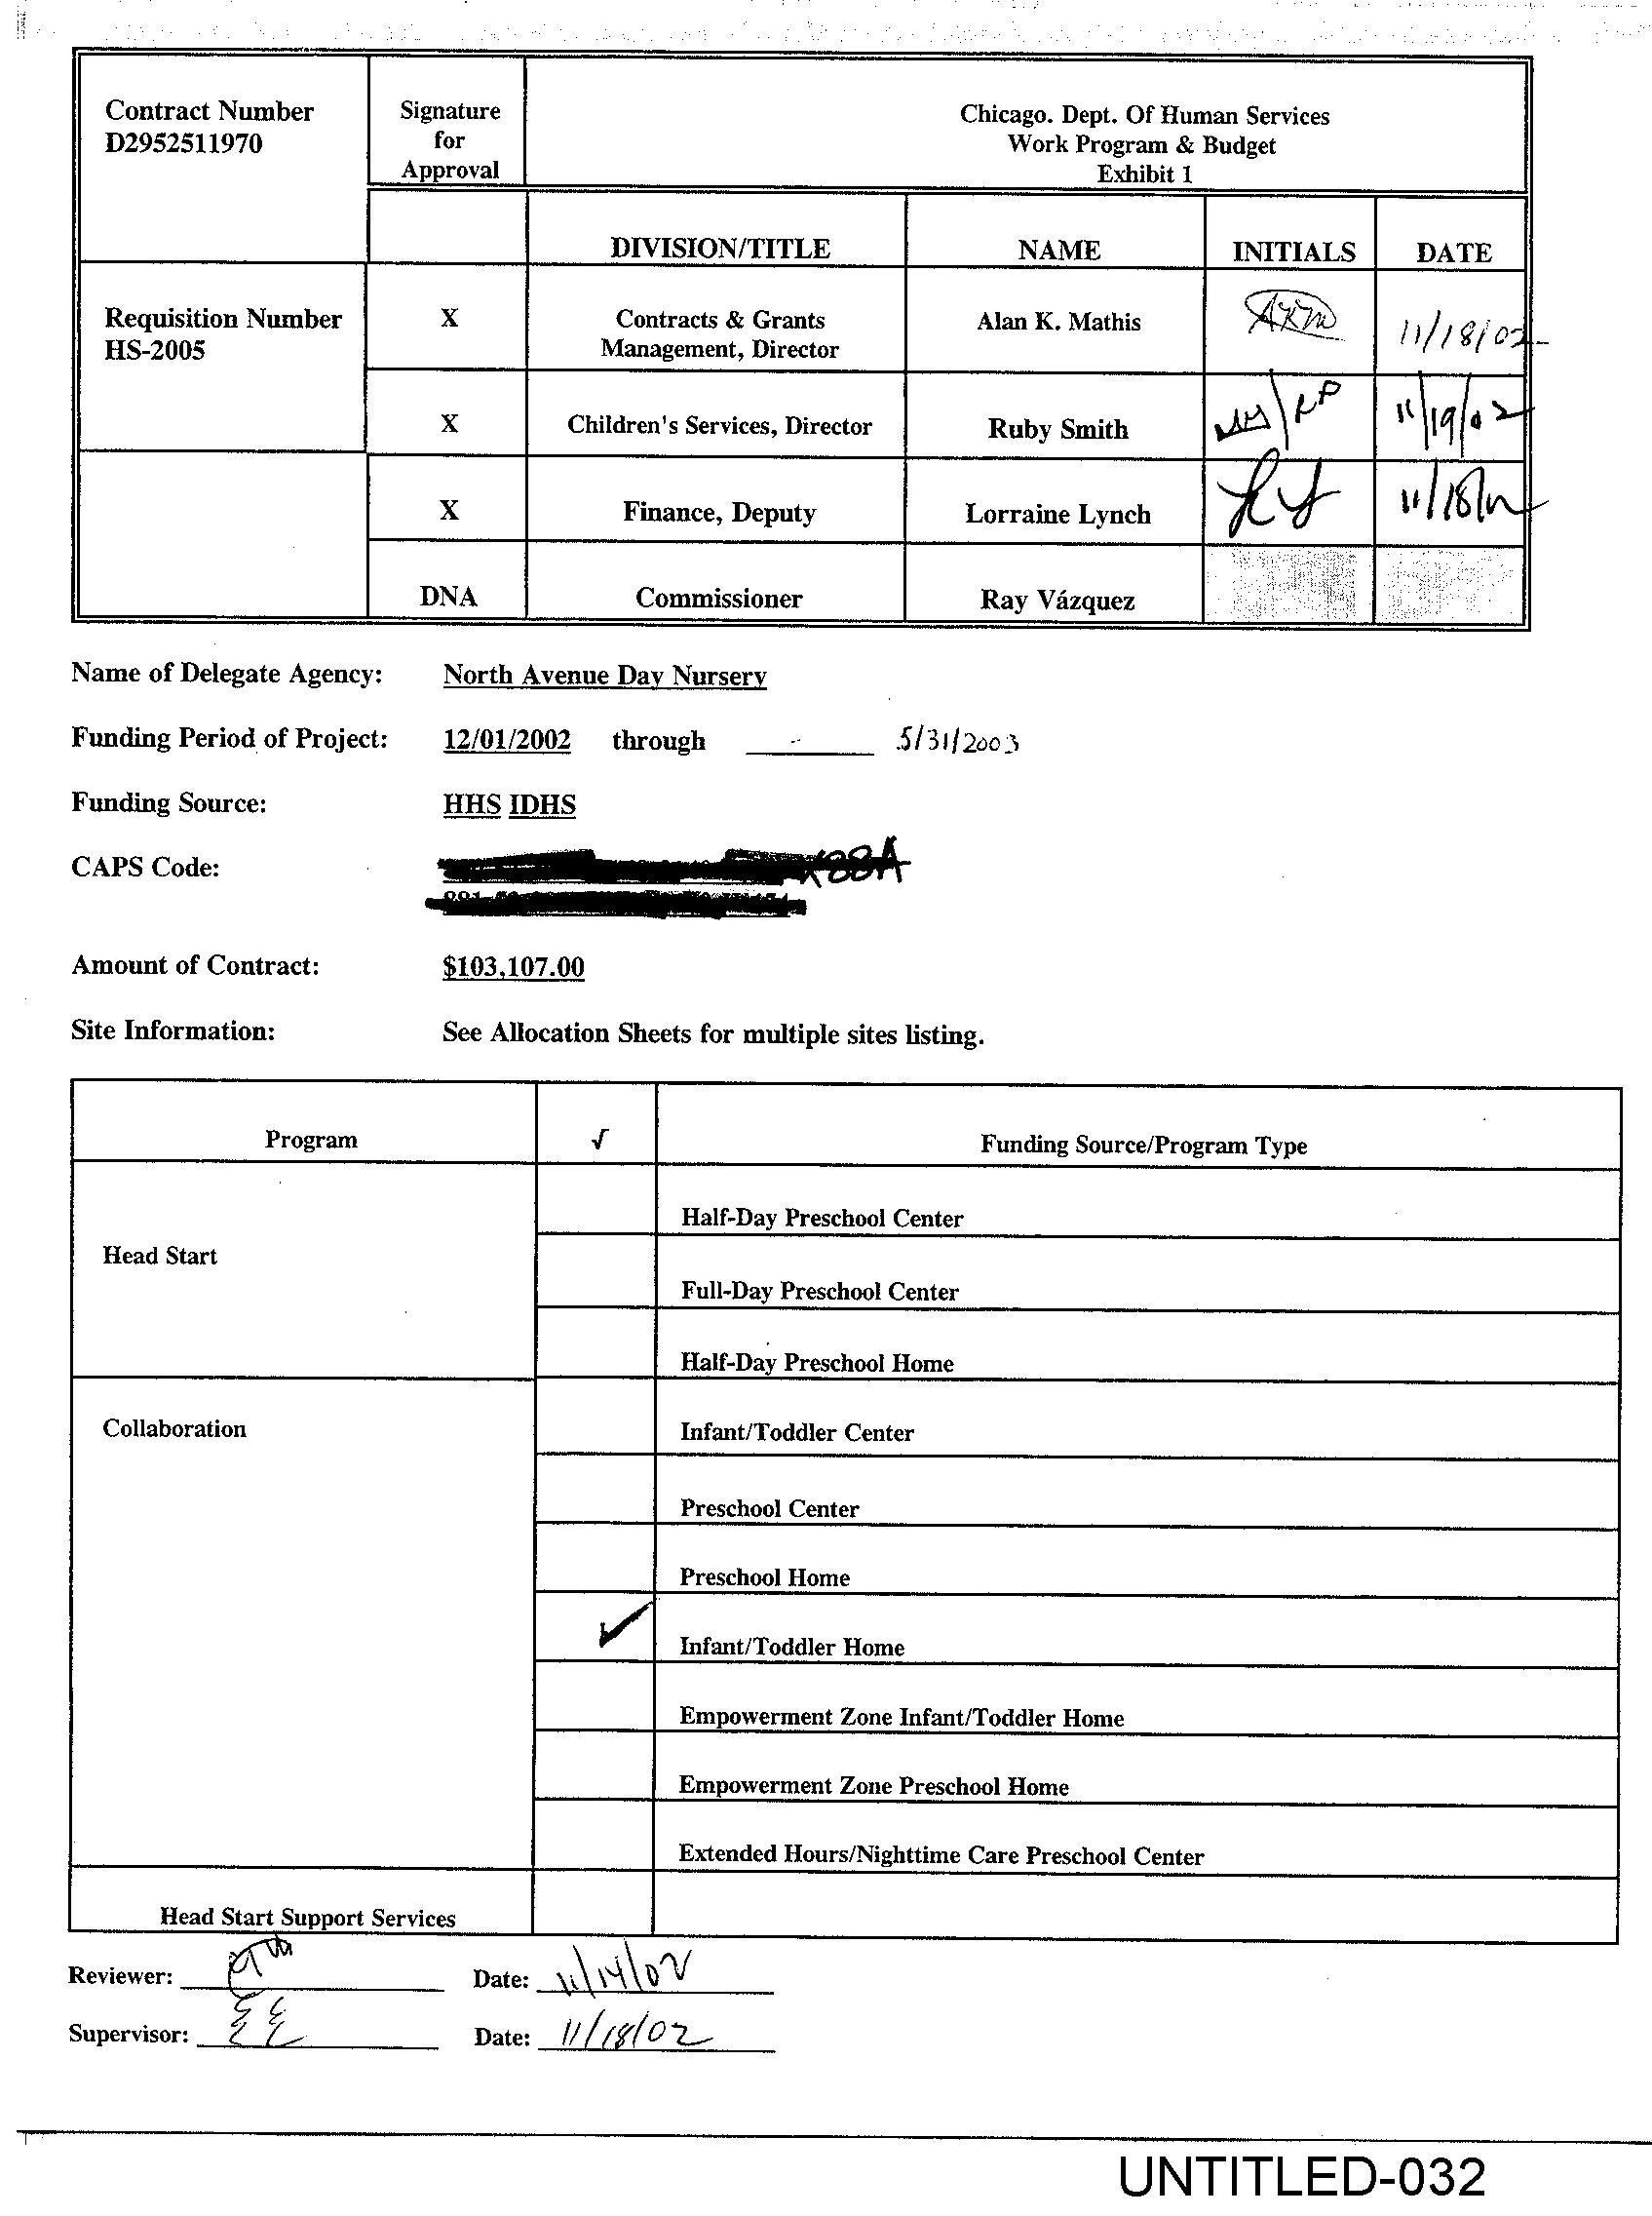 Contract Number
D2952511970
Signature
for
Approval
Chicago. Dept. Of Human Services
Work Program & Budget
Exhibit 1
DIVISION/TITLE NAME INITIALS DATE
Requisition Number
HS-2005
X Contracts & Grants
Management, Director Alan K. Mathis AKM 11/18/02
X Children's Services, Director Ruby Smith 11/19/02
X Finance, Deputy Lorraine Lynch 11/18/02
DNA Commissioner Ray Vázquez
Name of Delegate Agency: North Avenue Day Nursery
Funding Period of Project: 12/01/2002 through 5/31/2003
Funding Source: HHS IDHS
CAPS Code:
Amount of Contract: $103,107.00
Site Information: See Allocation Sheets for multiple sites listing.
Program √ Funding Source/Program Type
Half-Day Preschool Center
Head Start
Full-Day Preschool Center
Half-Day Preschool Home
Collaboration Infant/Toddler Center
Preschool Center
Preschool Home
✓ Infant/Toddler Home
Empowerment Zone Infant/Toddler Home
Empowerment Zone Preschool Home
Extended Hours/Nighttime Care Preschool Center
Head Start Support Services
Reviewer: Date: 11/14/02
Supervisor: Date: 11/18/02
UNTITLED-032